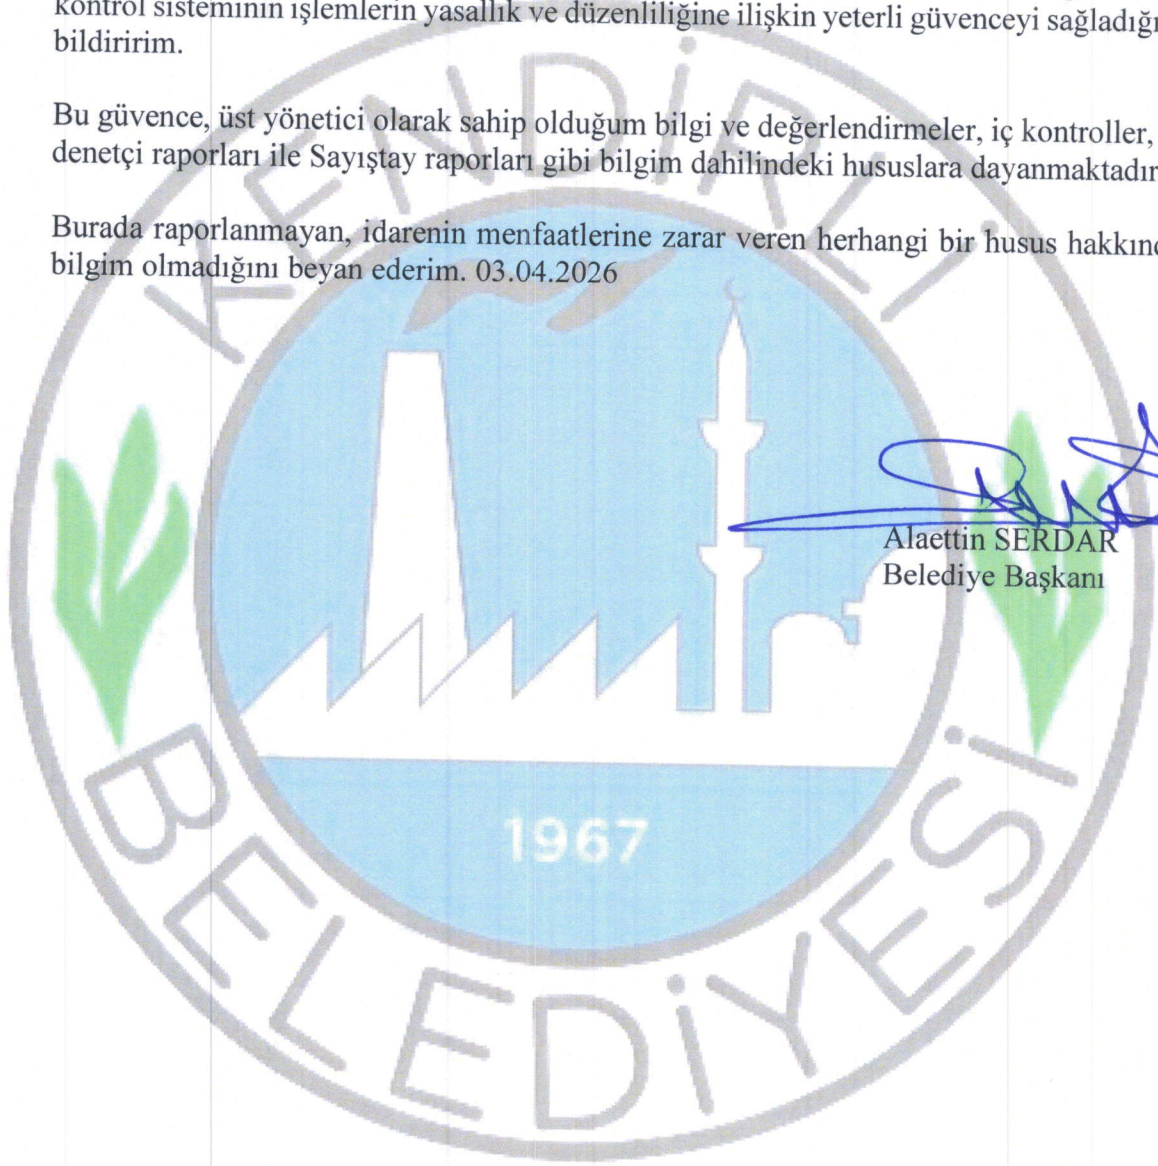 kontrol sisteminin işlemlerin yasallık ve düzenliliğine ilişkin yeterli güvenceyi sağladığı
bildiririm.
Bu güvence, üst yönetici olarak sahip olduğum bilgi ve değerlendirmeler, iç kontroller,
denetçi raporları ile Sayıştay raporları gibi bilgim dahilindeki hususlara dayanmaktadır
Burada raporlanmayan, idarenin menfaatlerine zarar veren herhangi bir husus hakkınd
bilgim olmadığını beyan ederim. 03.04.2026
KENDİRLİ
Alaettin SERDAR
Belediye Başkanı
1967
BELEDİYESİ